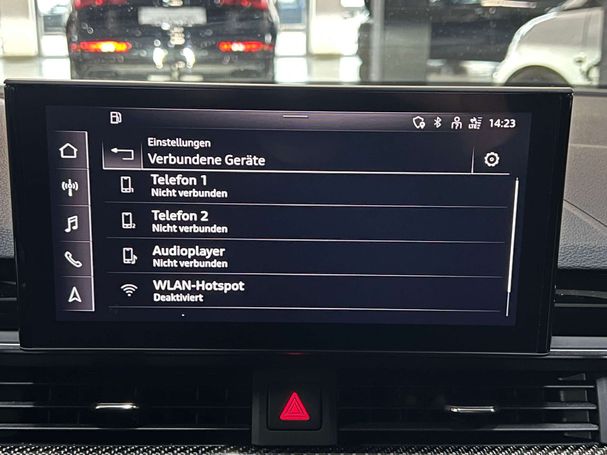 14:23
Einstellungen
Verbundene Geräte
Telefon 1
Nicht verbunden
Telefon 2
Nicht verbunden
Audioplayer
Nicht verbunden
WLAN-Hotspot
Deaktiviert